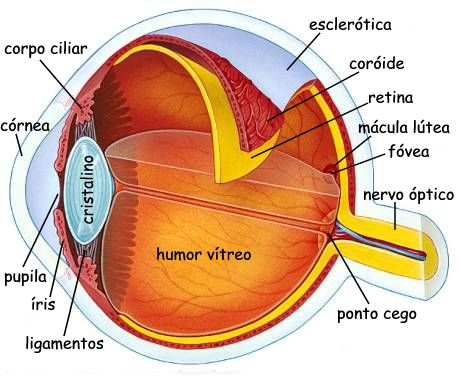 esclerótica
corpo ciliar
coróide
retina
córnea
mácula lútea
fóvea
cristalino
nervo óptico
humor vítreo
pupila
íris
ponto cego
ligamentos